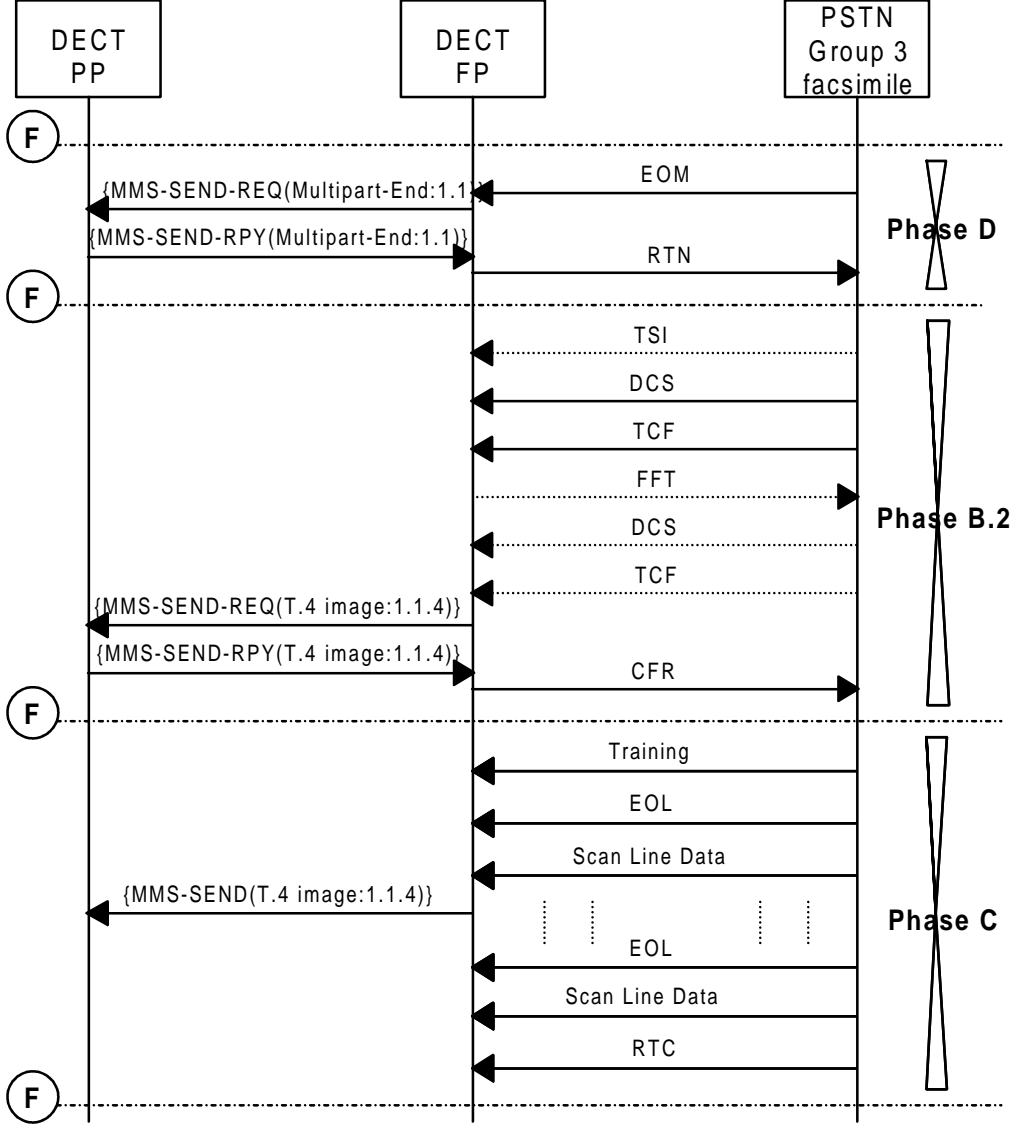 DECT
PP
DECT
FP
PSTN
Group 3
facsimile
F
EOM
{MMS-SEND-REQ(Multipart-End:1.1)}
{MMS-SEND-RPY(Multipart-End:1.1)}
RTN
Phase D
F
TSI
DCS
TCF
FFT
DCS
TCF
{MMS-SEND-REQ(T.4 image:1.1.4)}
{MMS-SEND-RPY(T.4 image:1.1.4)}
CFR
Phase B.2
F
Training
EOL
Scan Line Data
{MMS-SEND(T.4 image:1.1.4)}
EOL
Scan Line Data
RTC
Phase C
F